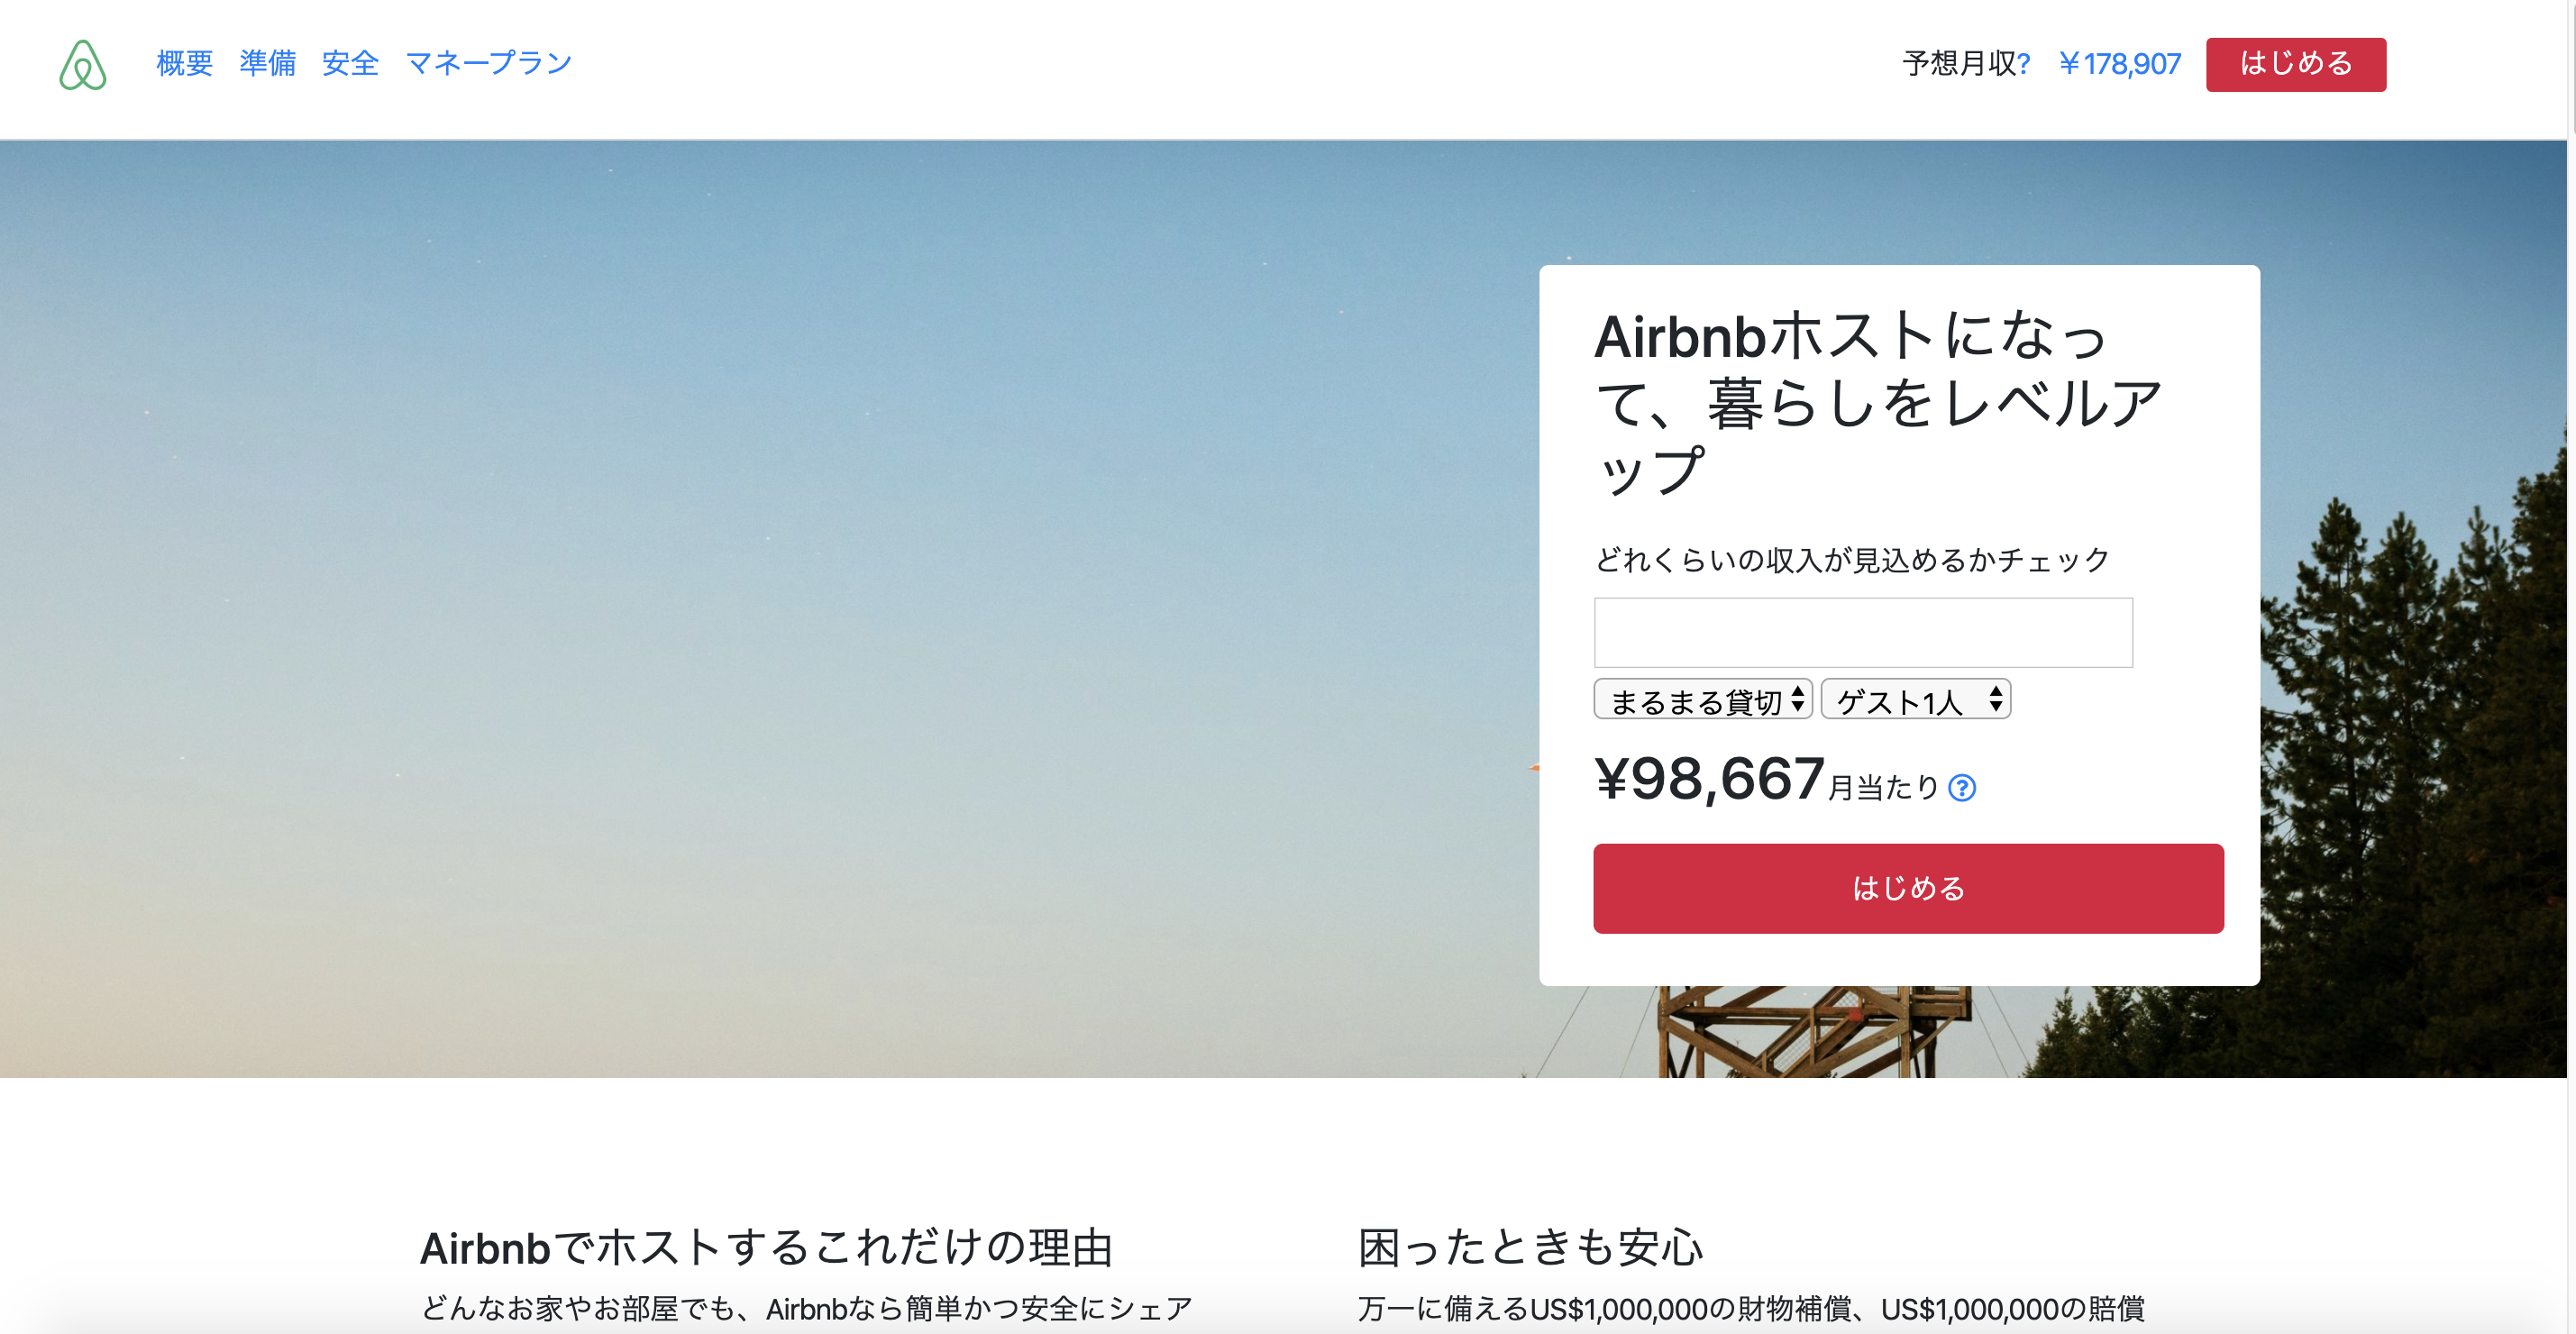 概要 準備 安全 マネープラン
予想月収? ￥178,907 はじめる
Airbnbホストになっ
て、暮らしをレベルア
ップ
どれくらいの収入が見込めるかチェック
まるまる貸切 ゲスト1人
¥98,667月当たり ?
はじめる
Airbnbでホストするこれだけの理由
どんなお家やお部屋でも、Airbnbなら簡単かつ安全にシェア
困ったときも安心
万一に備えるUS$1,000,000の財物補償、US$1,000,000の賠償